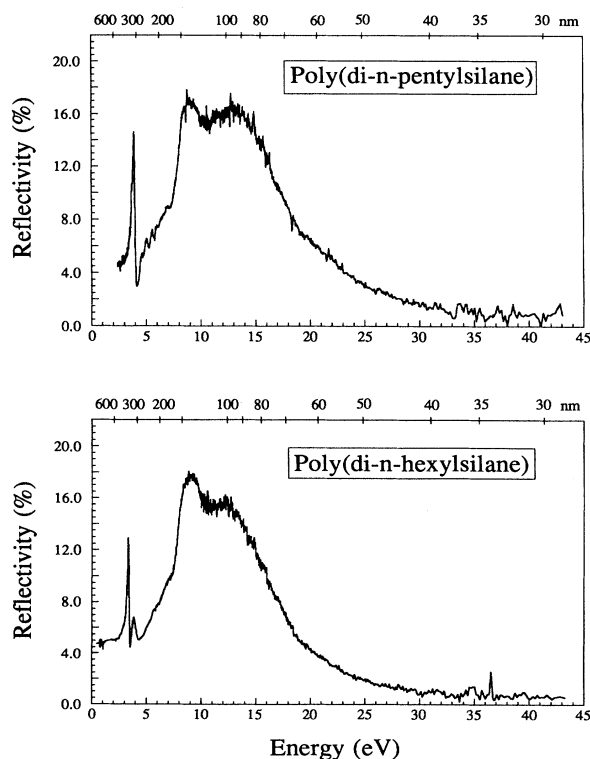 600 300 200 100 80 60 50 40 35 30 nm
Poly(di-n-pentylsilane)
Reflectivity (%)
20.0
16.0
12.0
8.0
4.0
0.0
0 5 10 15 20 25 30 35 40 45
600 300 200 100 80 60 50 40 35 30 nm
Poly(di-n-hexylsilane)
Reflectivity (%)
20.0
16.0
12.0
8.0
4.0
0.0
0 5 10 15 20 25 30 35 40 45
Energy (eV)